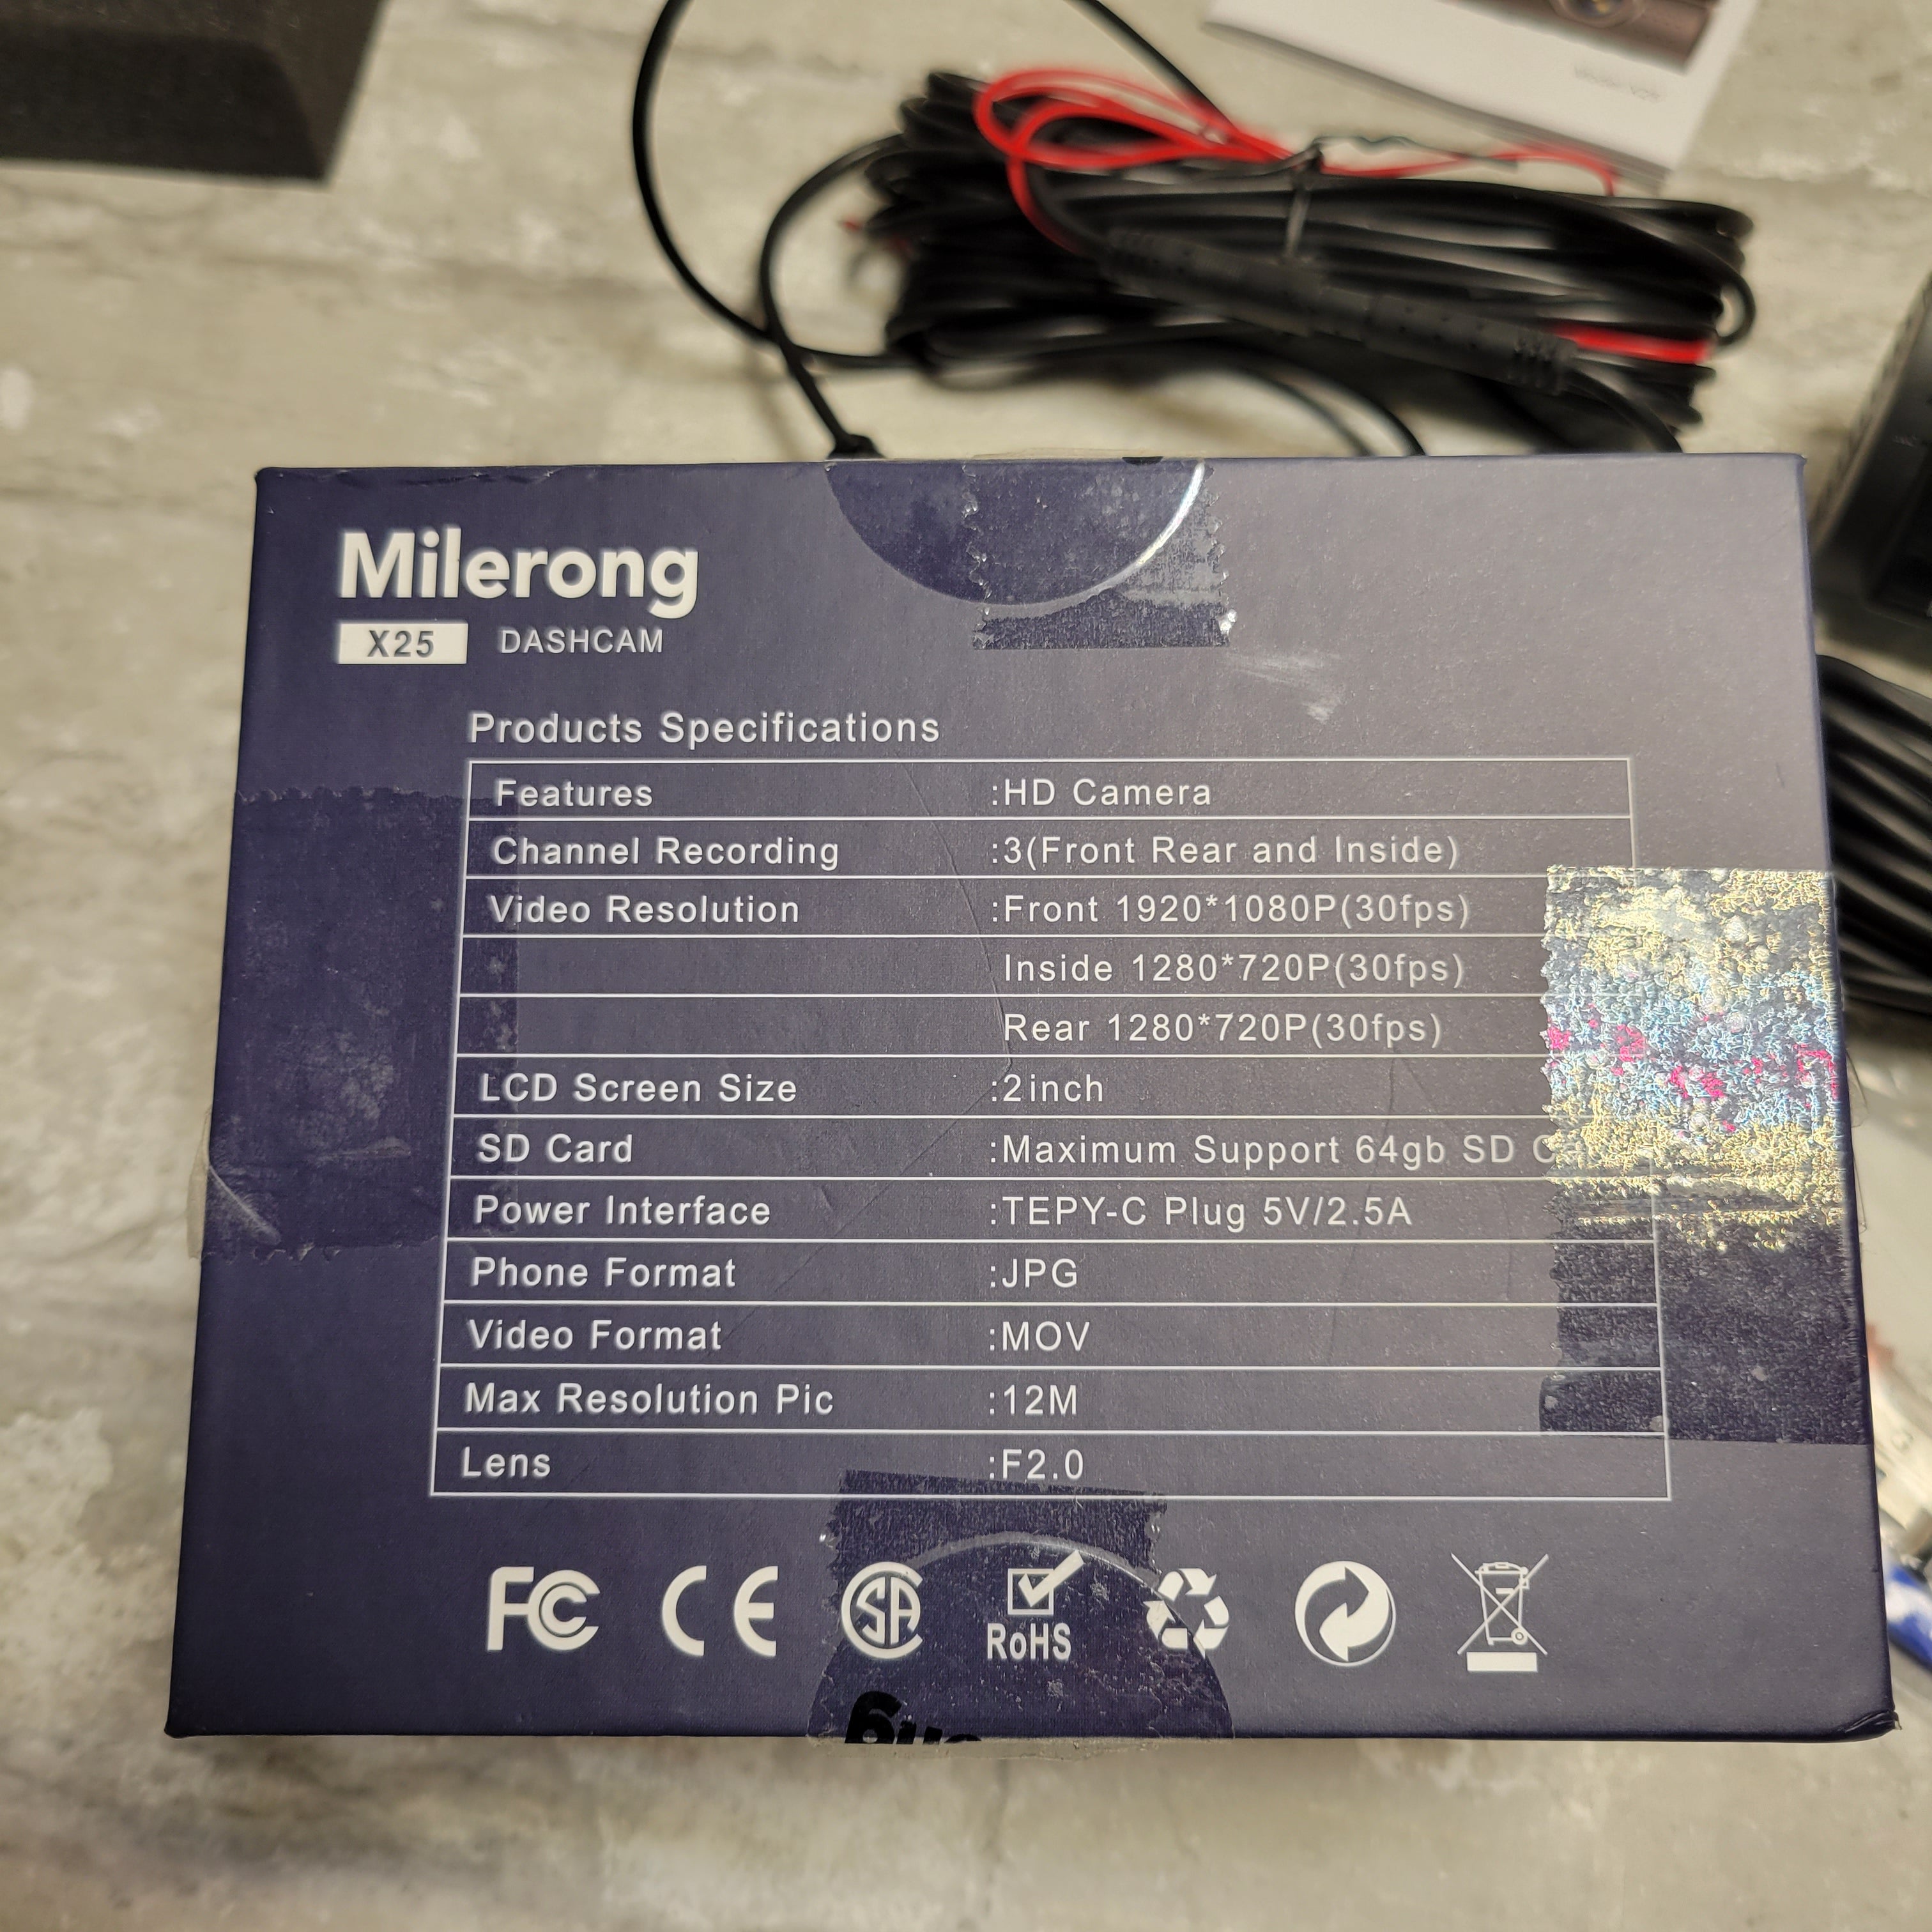 Milerong
X25 DASHCAM
Products Specifications
Features :HD Camera
Channel Recording :3(Front Rear and Inside)
Video Resolution :Front 1920*1080P(30fps)
Inside 1280*720P(30fps)
Rear 1280*720P(30fps)
LCD Screen Size :2inch
SD Card :Maximum Support 64gb SD
Power Interface :TEPY-C Plug 5V/2.5A
Phone Format :JPG
Video Format :MOV
Max Resolution Pic :12M
Lens :F2.0
FC CE SA RoHS